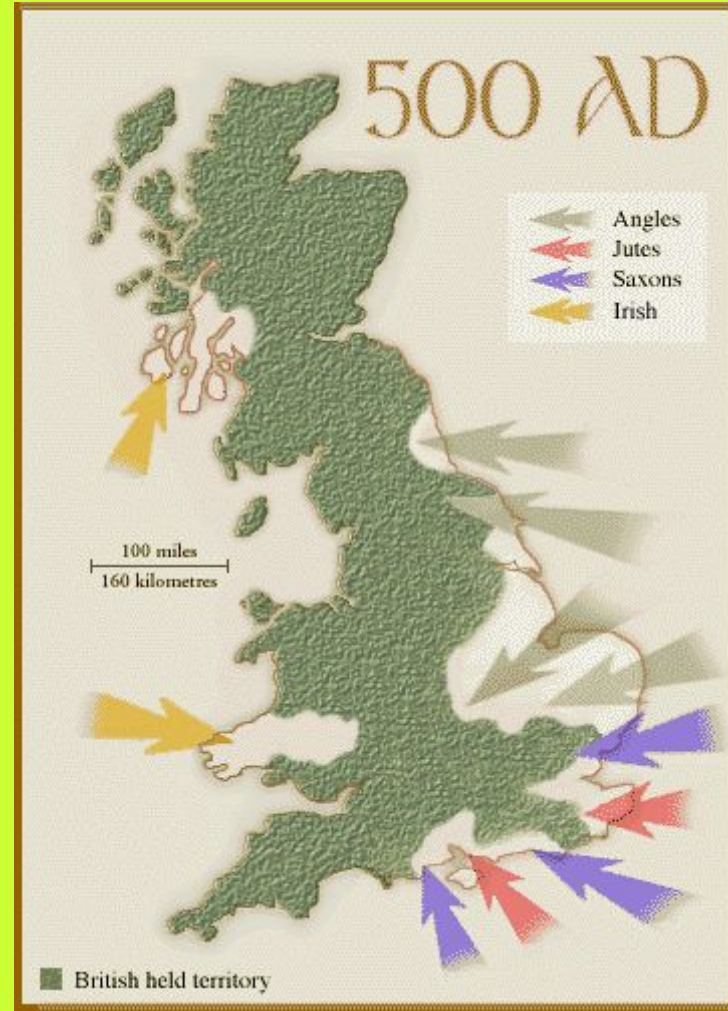 500 AD
Angles
Jutes
Saxons
Irish
100 miles
160 kilometres
British held territory